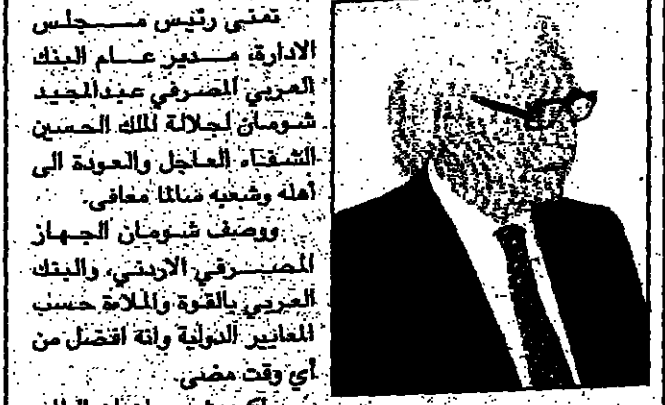 تمنى رئيس مجلس
الادارة، مدير عام البنك
العربي المصرفي عبدالمجيد
شومان لجلالة الملك الحسين
الشفاء العاجل والعودة الى
أهله وشعبه سالما معافى.
ووصف شومان الجهاز
المصرفي الاردني، والبنك
العربي بالقوة والملاءة حسب
المعايير الدولية وانه افضل من
أي وقت مضى.